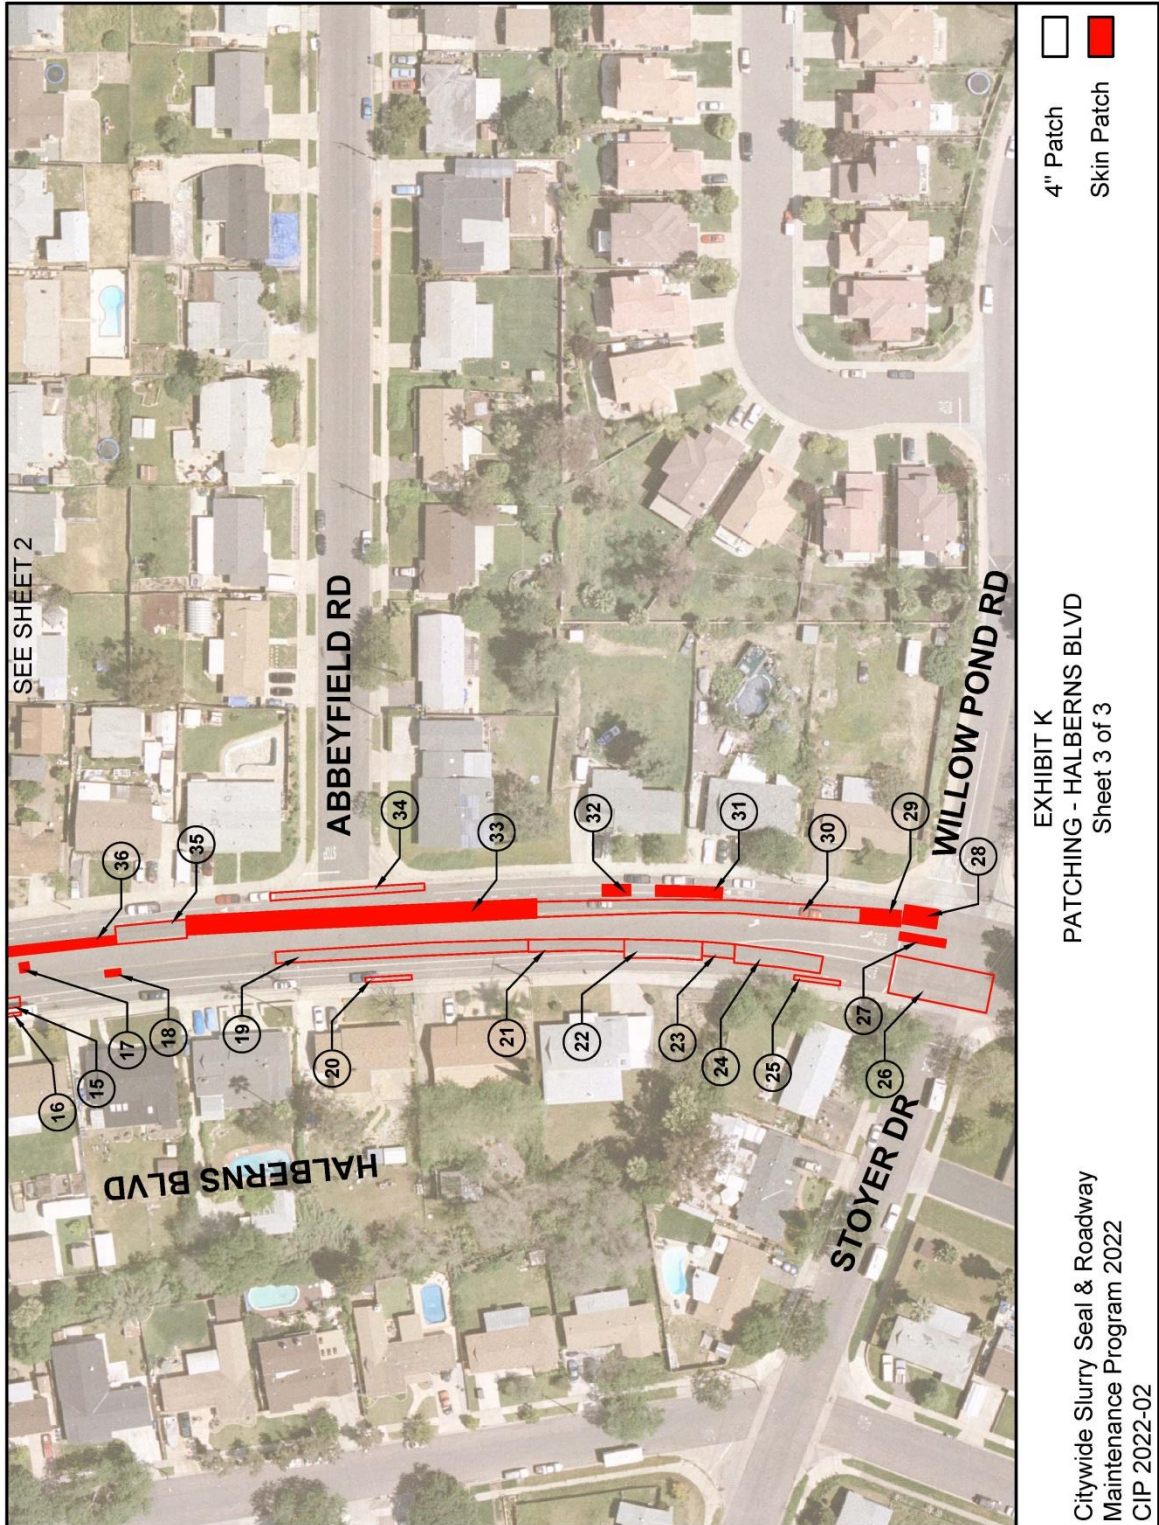 SEE SHEET 2
ABBEYFIELD RD
WILLOW POND RD
HALBERNS BLVD
STOYER DR
15
16
17
18
19
20
21
22
23
24
25
26
27
28
29
30
31
32
33
34
35
36
STOP
EXHIBIT K
PATCHING - HALBERNS BLVD
Sheet 3 of 3
4" Patch
Skin Patch
Citywide Slurry Seal & Roadway
Maintenance Program 2022
CIP 2022-02